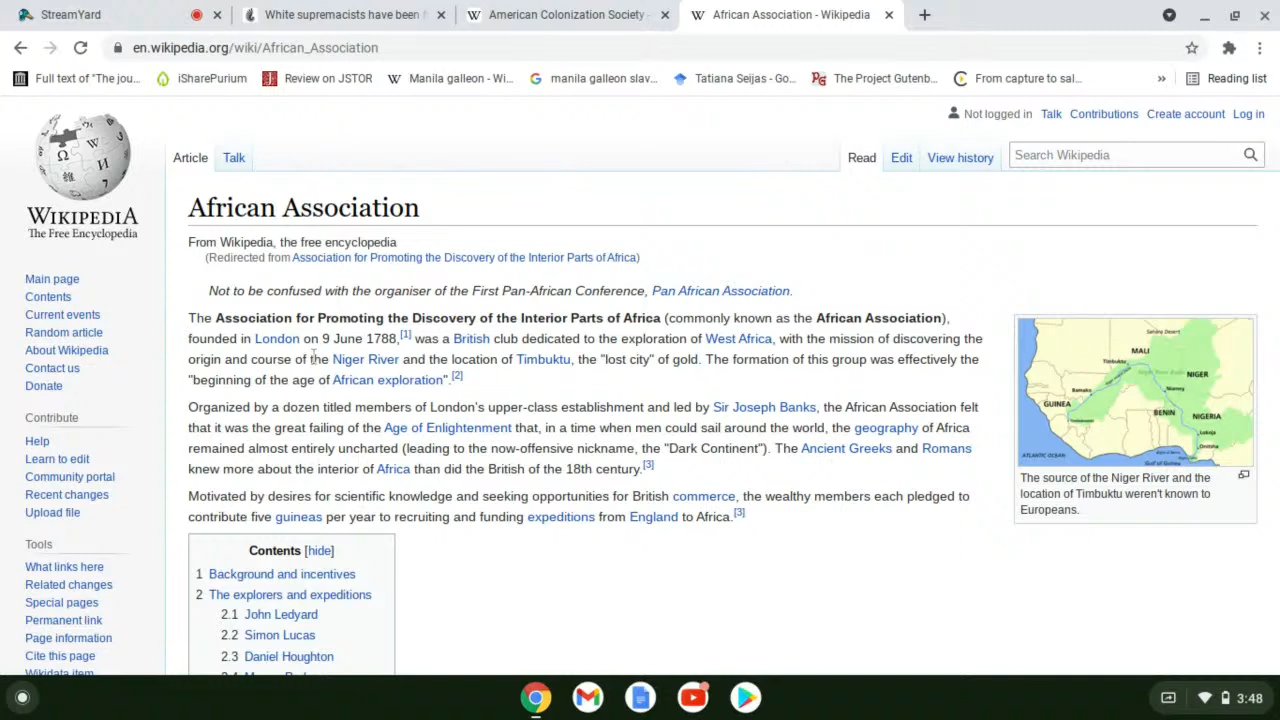 StreamYard
White supremacists have been
American Colonization Society
African Association - Wikipedia
en.wikipedia.org/wiki/African_Association
Full text of "The jou...
iSharePurium
Review on JSTOR
Manila galleon - Wi...
manila galleon slav...
Tatiana Seijas - Go...
The Project Gutenb...
From capture to sal...
»
Reading list
Not logged in Talk Contributions Create account Log in
Article Talk
Read Edit View history
Search Wikipedia
WIKIPEDIA
The Free Encyclopedia
Main page
Contents
Current events
Random article
About Wikipedia
Contact us
Donate
Contribute
Help
Learn to edit
Community portal
Recent changes
Upload file
Tools
What links here
Related changes
Special pages
Permanent link
Page information
Cite this page
Wikidata item
African Association
From Wikipedia, the free encyclopedia
(Redirected from Association for Promoting the Discovery of the Interior Parts of Africa)
Not to be confused with the organiser of the First Pan-African Conference, Pan African Association.
The Association for Promoting the Discovery of the Interior Parts of Africa (commonly known as the African Association),
founded in London on 9 June 1788,[1] was a British club dedicated to the exploration of West Africa, with the mission of discovering the
origin and course of the Niger River and the location of Timbuktu, the "lost city" of gold. The formation of this group was effectively the
"beginning of the age of African exploration".[2]
Organized by a dozen titled members of London's upper-class establishment and led by Sir Joseph Banks, the African Association felt
that it was the great failing of the Age of Enlightenment that, in a time when men could sail around the world, the geography of Africa
remained almost entirely uncharted (leading to the now-offensive nickname, the "Dark Continent"). The Ancient Greeks and Romans
knew more about the interior of Africa than did the British of the 18th century.[3]
Motivated by desires for scientific knowledge and seeking opportunities for British commerce, the wealthy members each pledged to
contribute five guineas per year to recruiting and funding expeditions from England to Africa.[3]
Contents [hide]
1 Background and incentives
2 The explorers and expeditions
2.1 John Ledyard
2.2 Simon Lucas
2.3 Daniel Houghton
Sahara Desert
MALI
Timbuktu
NIGER
Niamey
Bamako
GUINEA
BENIN
NIGERIA
Lokoja
Onitsha
ATLANTIC OCEAN
Gulf of Guinea
The source of the Niger River and the
location of Timbuktu weren't known to
Europeans.
3:48